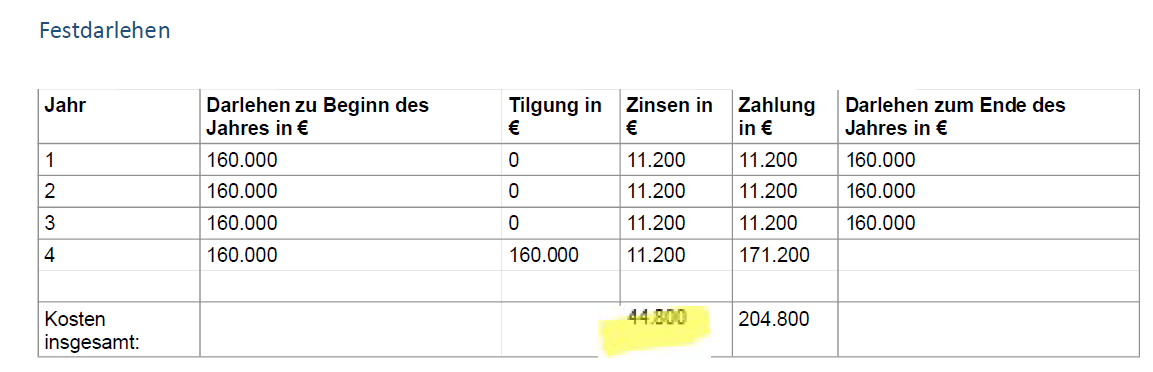 Festdarlehen
Jahr Darlehen zu Beginn des Jahres in € Tilgung in € Zinsen in € Zahlung in € Darlehen zum Ende des Jahres in €
1 160.000 0 11.200 11.200 160.000
2 160.000 0 11.200 11.200 160.000
3 160.000 0 11.200 11.200 160.000
4 160.000 160.000 11.200 171.200
Kosten insgesamt: 44.800 204.800